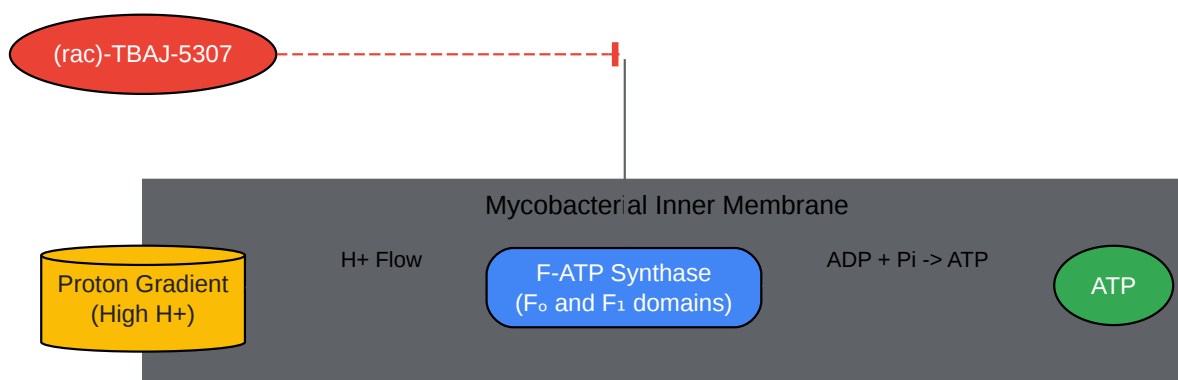 (rac)-TBAJ-5307
Mycobacterial Inner Membrane
Proton Gradient
(High H+)
H+ Flow
F-ATP Synthase
(Fₒ and F₁ domains)
ADP + Pi -> ATP
ATP